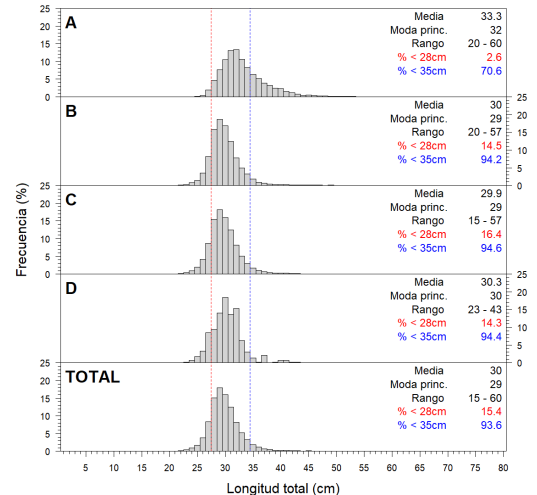 A
Media 33.3
Moda princ. 32
Rango 20 - 60
% < 28cm 2.6
% < 35cm 70.6
25
20
15
10
5
0
B
Media 30
Moda princ. 29
Rango 20 - 57
% < 28cm 14.5
% < 35cm 94.2
25
20
15
10
5
0
C
Media 29.9
Moda princ. 29
Rango 15 - 57
% < 28cm 16.4
% < 35cm 94.6
25
20
15
10
5
0
D
Media 30.3
Moda princ. 30
Rango 23 - 43
% < 28cm 14.3
% < 35cm 94.4
25
20
15
10
5
0
TOTAL
Media 30
Moda princ. 29
Rango 15 - 60
% < 28cm 15.4
% < 35cm 93.6
25
20
15
10
5
0
5 10 15 20 25 30 35 40 45 50 55 60 65 70 75 80
Longitud total (cm)
Frecuencia (%)